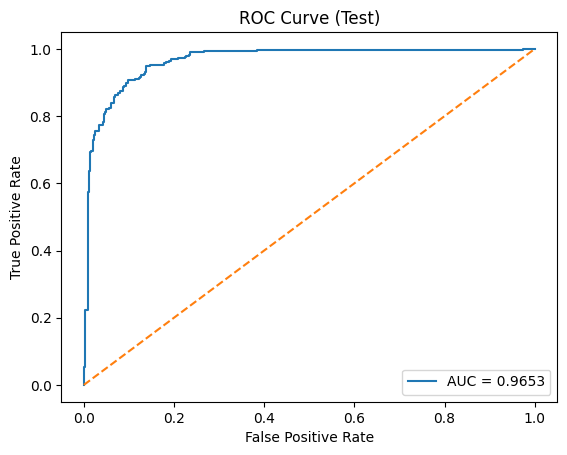 ROC Curve (Test)
True Positive Rate
1.0
0.8
0.6
0.4
0.2
0.0
0.0 0.2 0.4 0.6 0.8 1.0
False Positive Rate
AUC = 0.9653